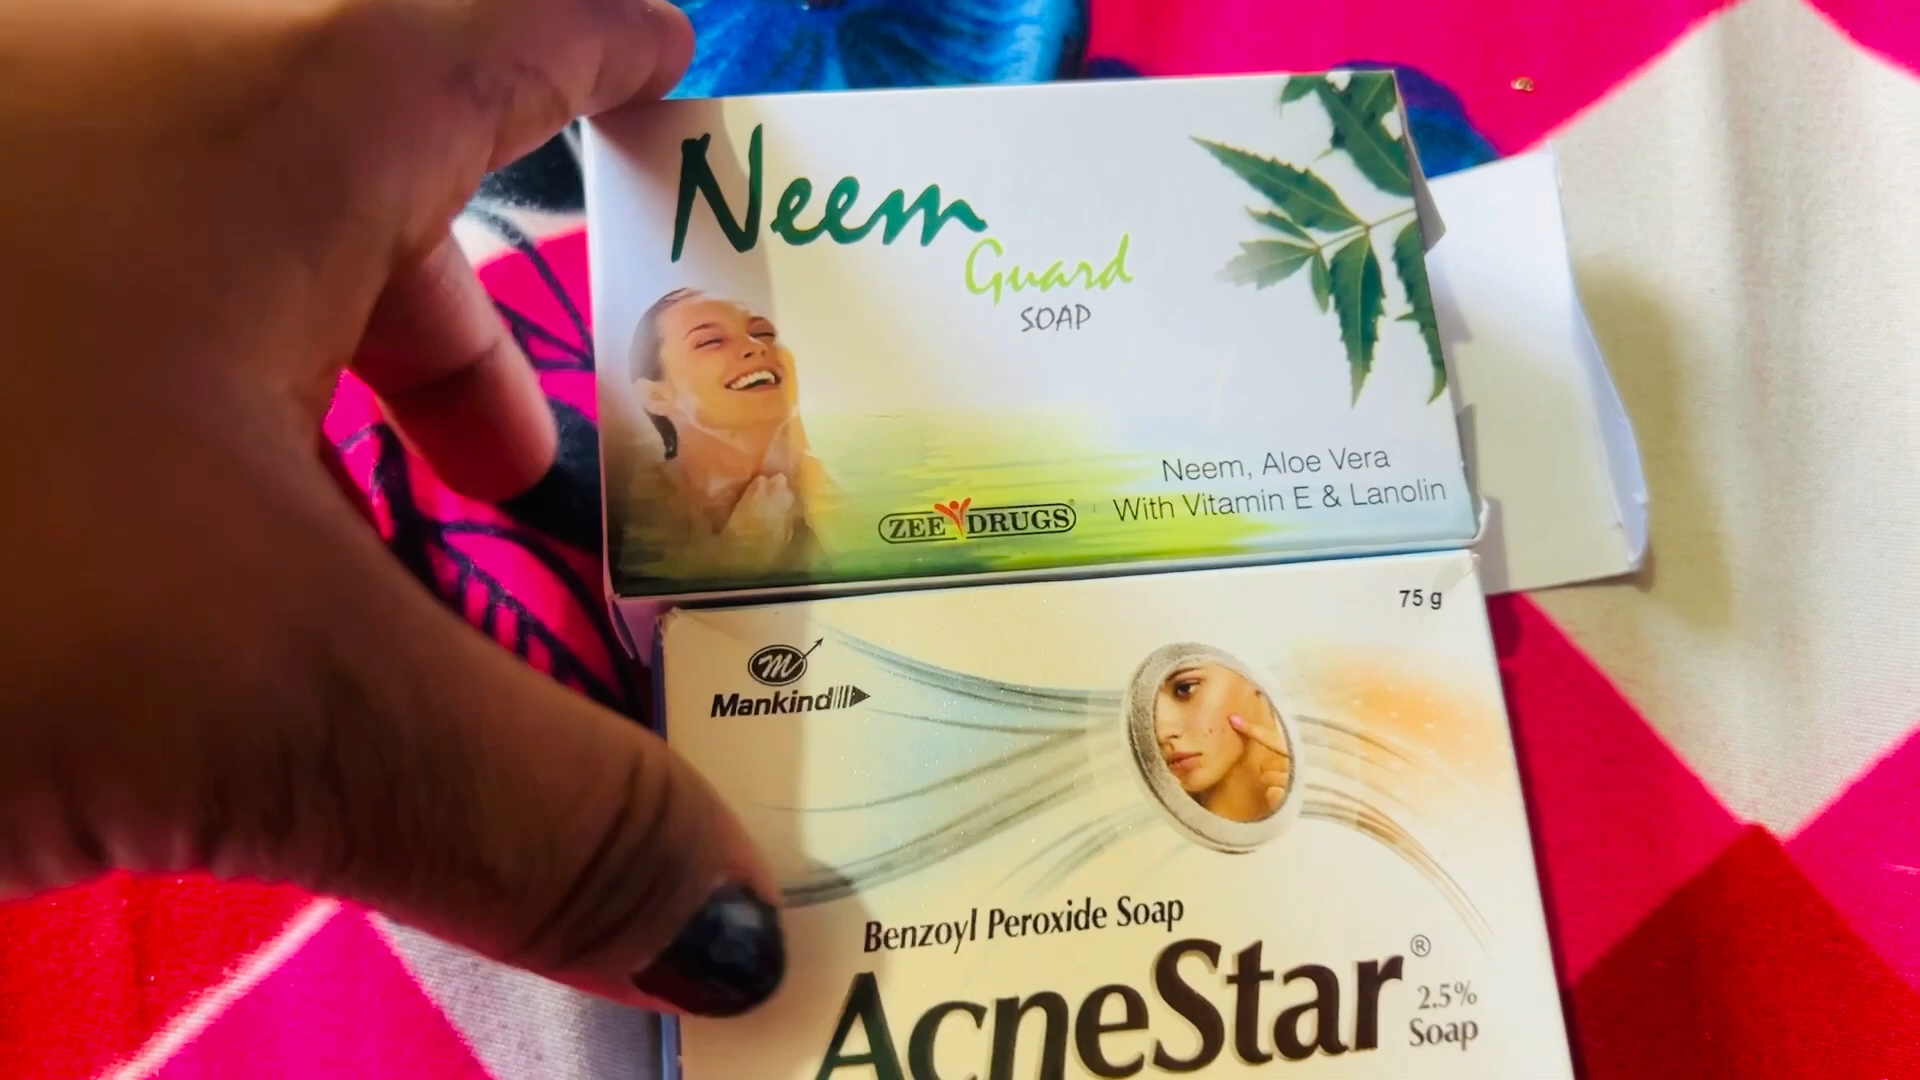 Neem
Guard
SOAP
Neem, Aloe Vera
With Vitamin E & Lanolin
ZEE DRUGS
75 g
M
Mankind
Benzoyl Peroxide Soap
AcneStar®
2.5%
Soap